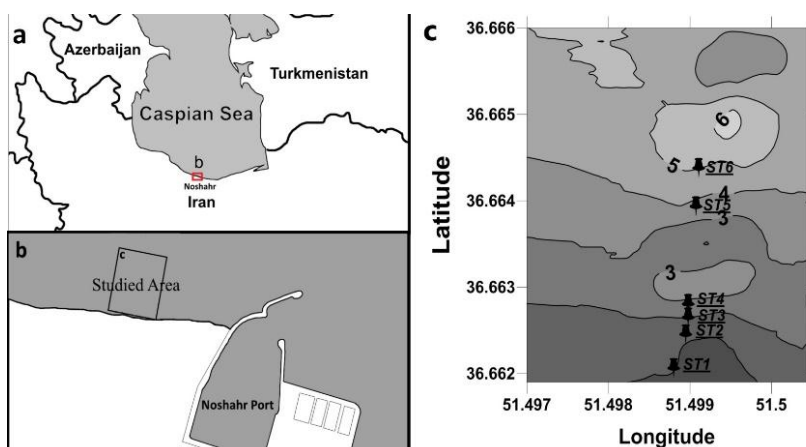 a
Azerbaijan
Turkmenistan
Caspian Sea
b
Noshahr
Iran
b
c
Studied Area
Noshahr Port
c
36.666
36.665
36.664
36.663
36.662
Latitude
6
5
ST6
4
ST5
3
3
ST4
ST3
ST2
ST1
51.497
51.498
51.499
51.5
Longitude